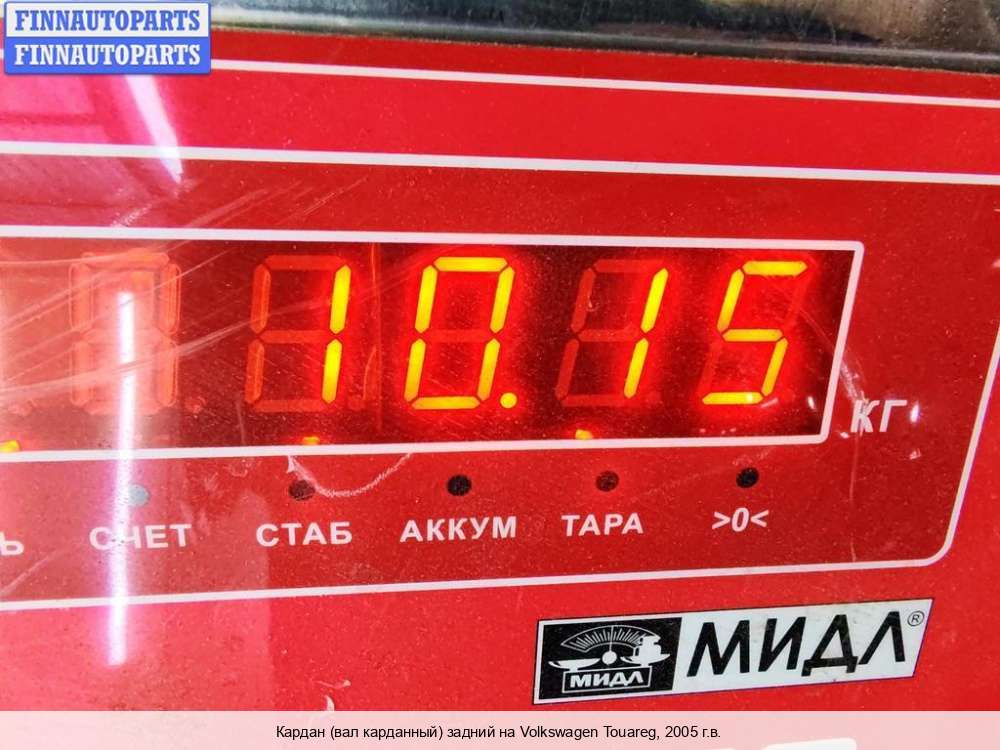 FINNAUTOPARTS
FINNAUTOPARTS
10.15
КГ
Ь СЧЕТ СТАБ АККУМ ТАРА >0<
МИДЛ МИДЛ®
Кардан (вал карданный) задний на Volkswagen Touareg, 2005 г.в.